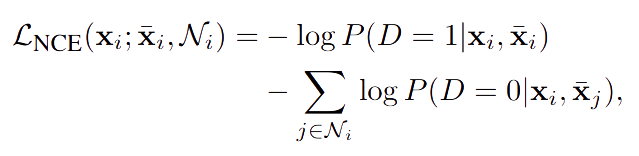 ℒ_NCE(𝐱_i; 𝐱̄_i, 𝒩_i) = − log P(D = 1|𝐱_i, 𝐱̄_i)
− ∑_{j∈𝒩_i} log P(D = 0|𝐱_i, 𝐱̄_j),